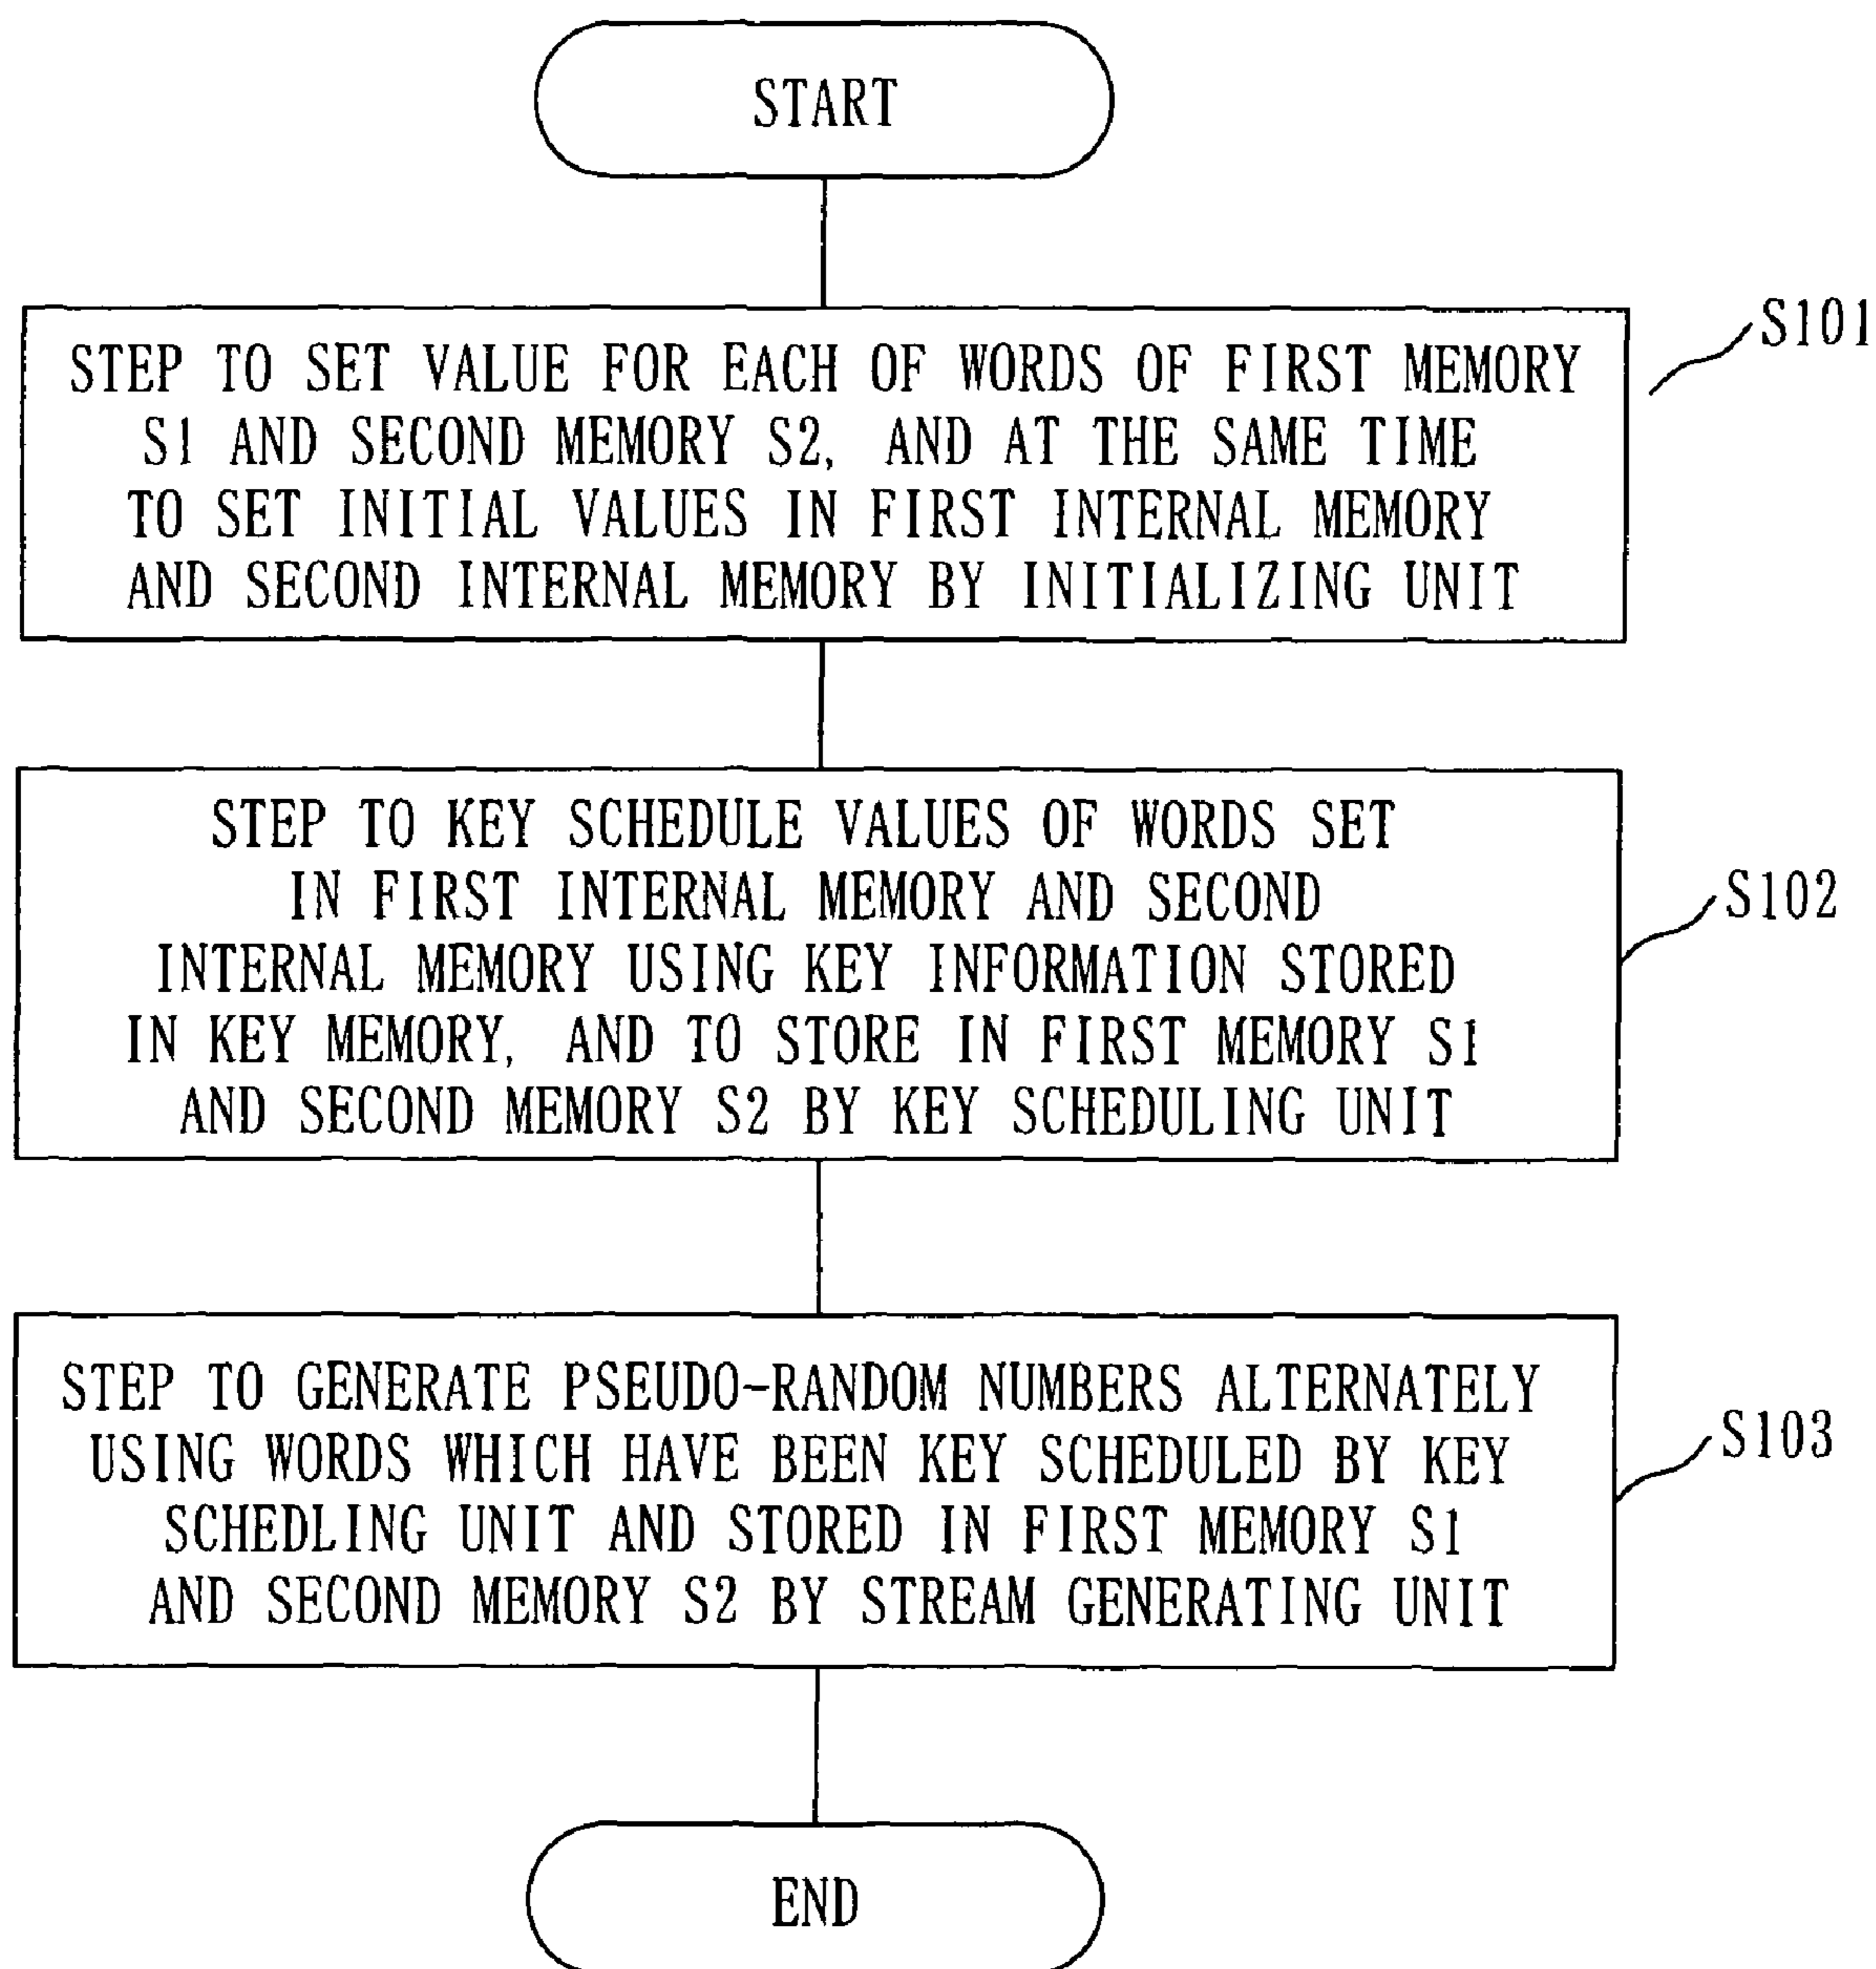 START
S101
STEP TO SET VALUE FOR EACH OF WORDS OF FIRST MEMORY
S1 AND SECOND MEMORY S2, AND AT THE SAME TIME
TO SET INITIAL VALUES IN FIRST INTERNAL MEMORY
AND SECOND INTERNAL MEMORY BY INITIALIZING UNIT
STEP TO KEY SCHEDULE VALUES OF WORDS SET
IN FIRST INTERNAL MEMORY AND SECOND
S102
INTERNAL MEMORY USING KEY INFORMATION STORED
IN KEY MEMORY, AND TO STORE IN FIRST MEMORY S1
AND SECOND MEMORY S2 BY KEY SCHEDULING UNIT
STEP TO GENERATE PSEUDO-RANDOM NUMBERS ALTERNATELY
USING WORDS WHICH HAVE BEEN KEY SCHEDULED BY KEY
S103
SCHEDLING UNIT AND STORED IN FIRST MEMORY S1
AND SECOND MEMORY S2 BY STREAM GENERATING UNIT
END